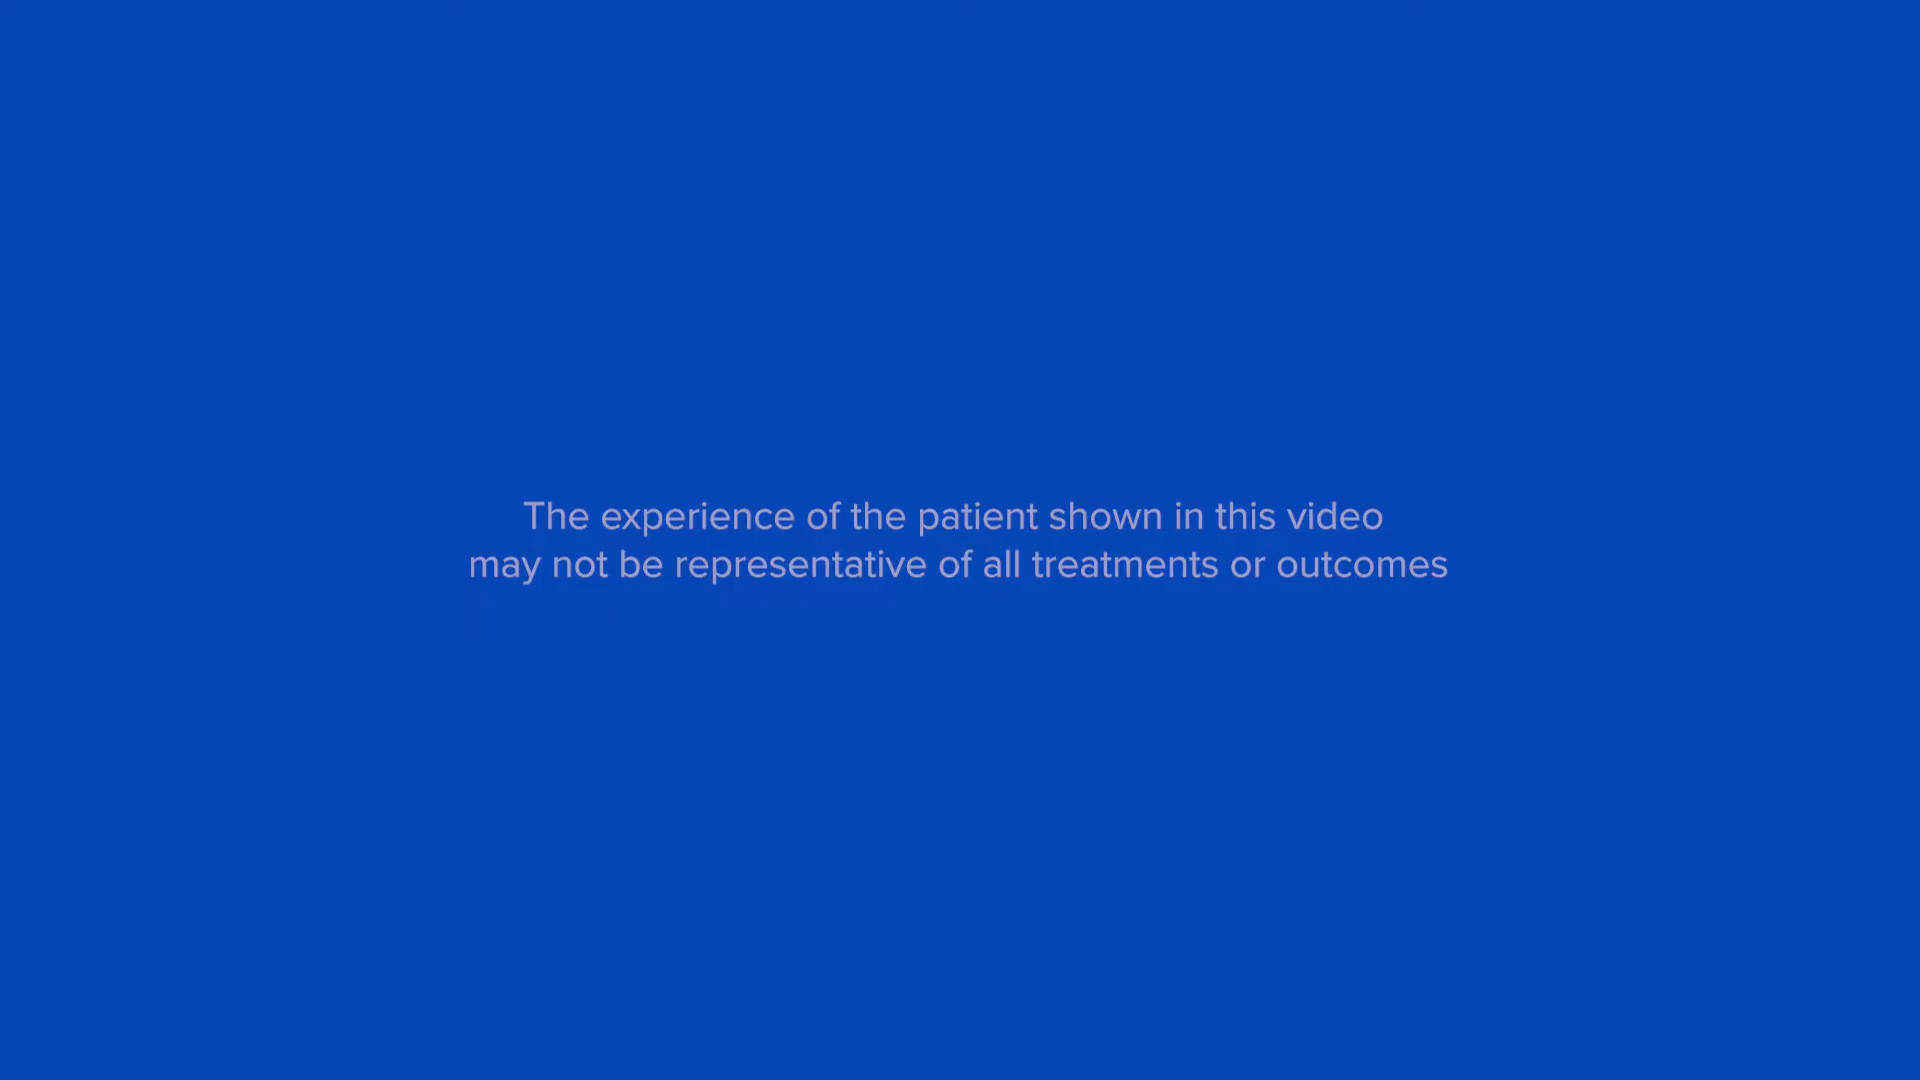 The experience of the patient shown in this video
may not be representative of all treatments or outcomes